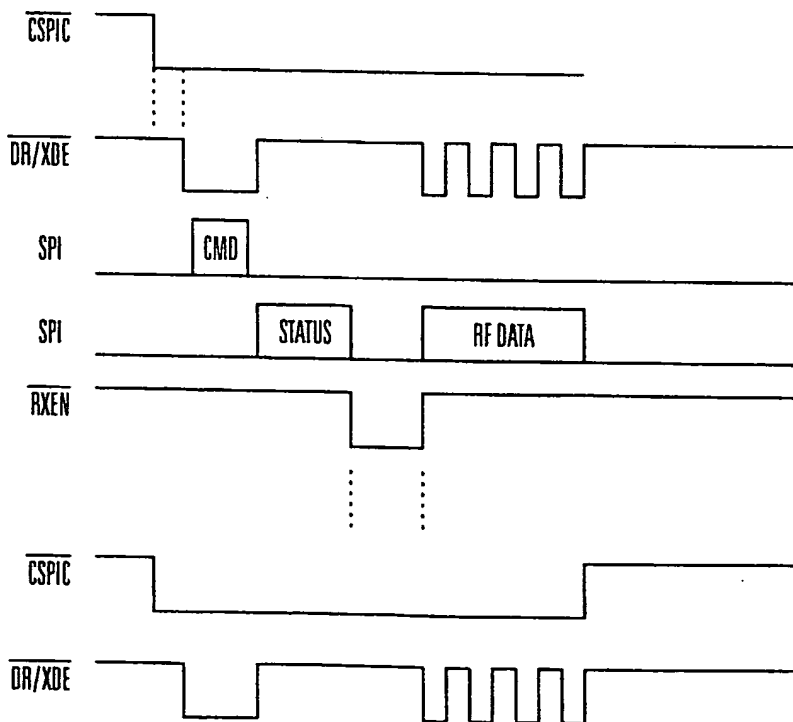 CSPIC
DR/XDE
SPI
CMD
SPI
STATUS
RF DATA
RXEN
CSPIC
DR/XDE